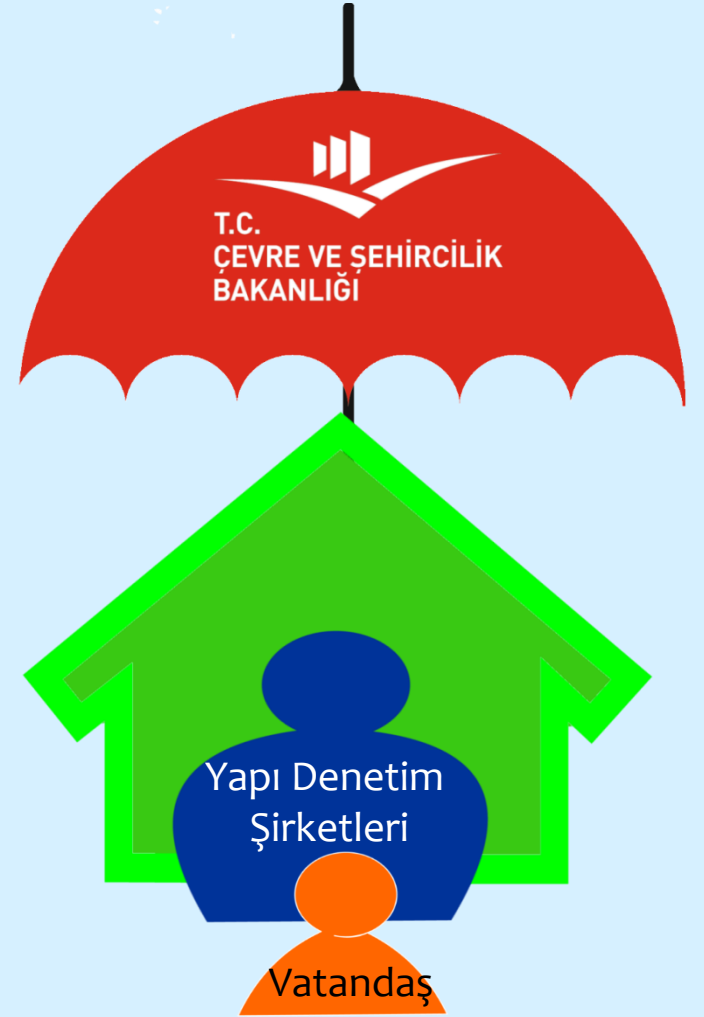 T.C.
ÇEVRE VE ŞEHİRCİLİK
BAKANLIĞI
Yapı Denetim
Şirketleri
Vatandaş